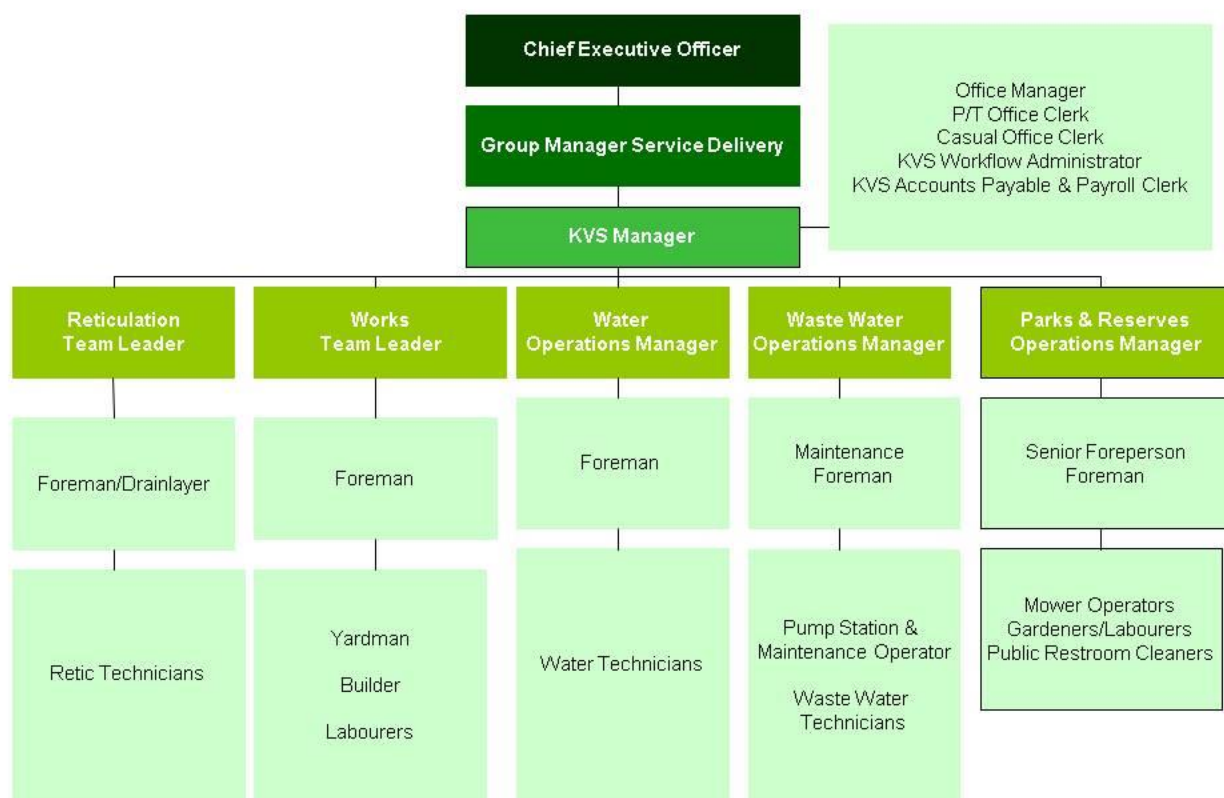 Chief Executive Officer
Office Manager
P/T Office Clerk
Casual Office Clerk
KVS Workflow Administrator
KVS Accounts Payable & Payroll Clerk
Group Manager Service Delivery
KVS Manager
Reticulation
Team Leader
Works
Team Leader
Water
Operations Manager
Waste Water
Operations Manager
Parks & Reserves
Operations Manager
Foreman/Drainlayer
Foreman
Foreman
Maintenance
Foreman
Senior Foreperson
Foreman
Retic Technicians
Yardman
Builder
Labourers
Water Technicians
Pump Station &
Maintenance Operator
Waste Water
Technicians
Mower Operators
Gardeners/Labourers
Public Restroom Cleaners